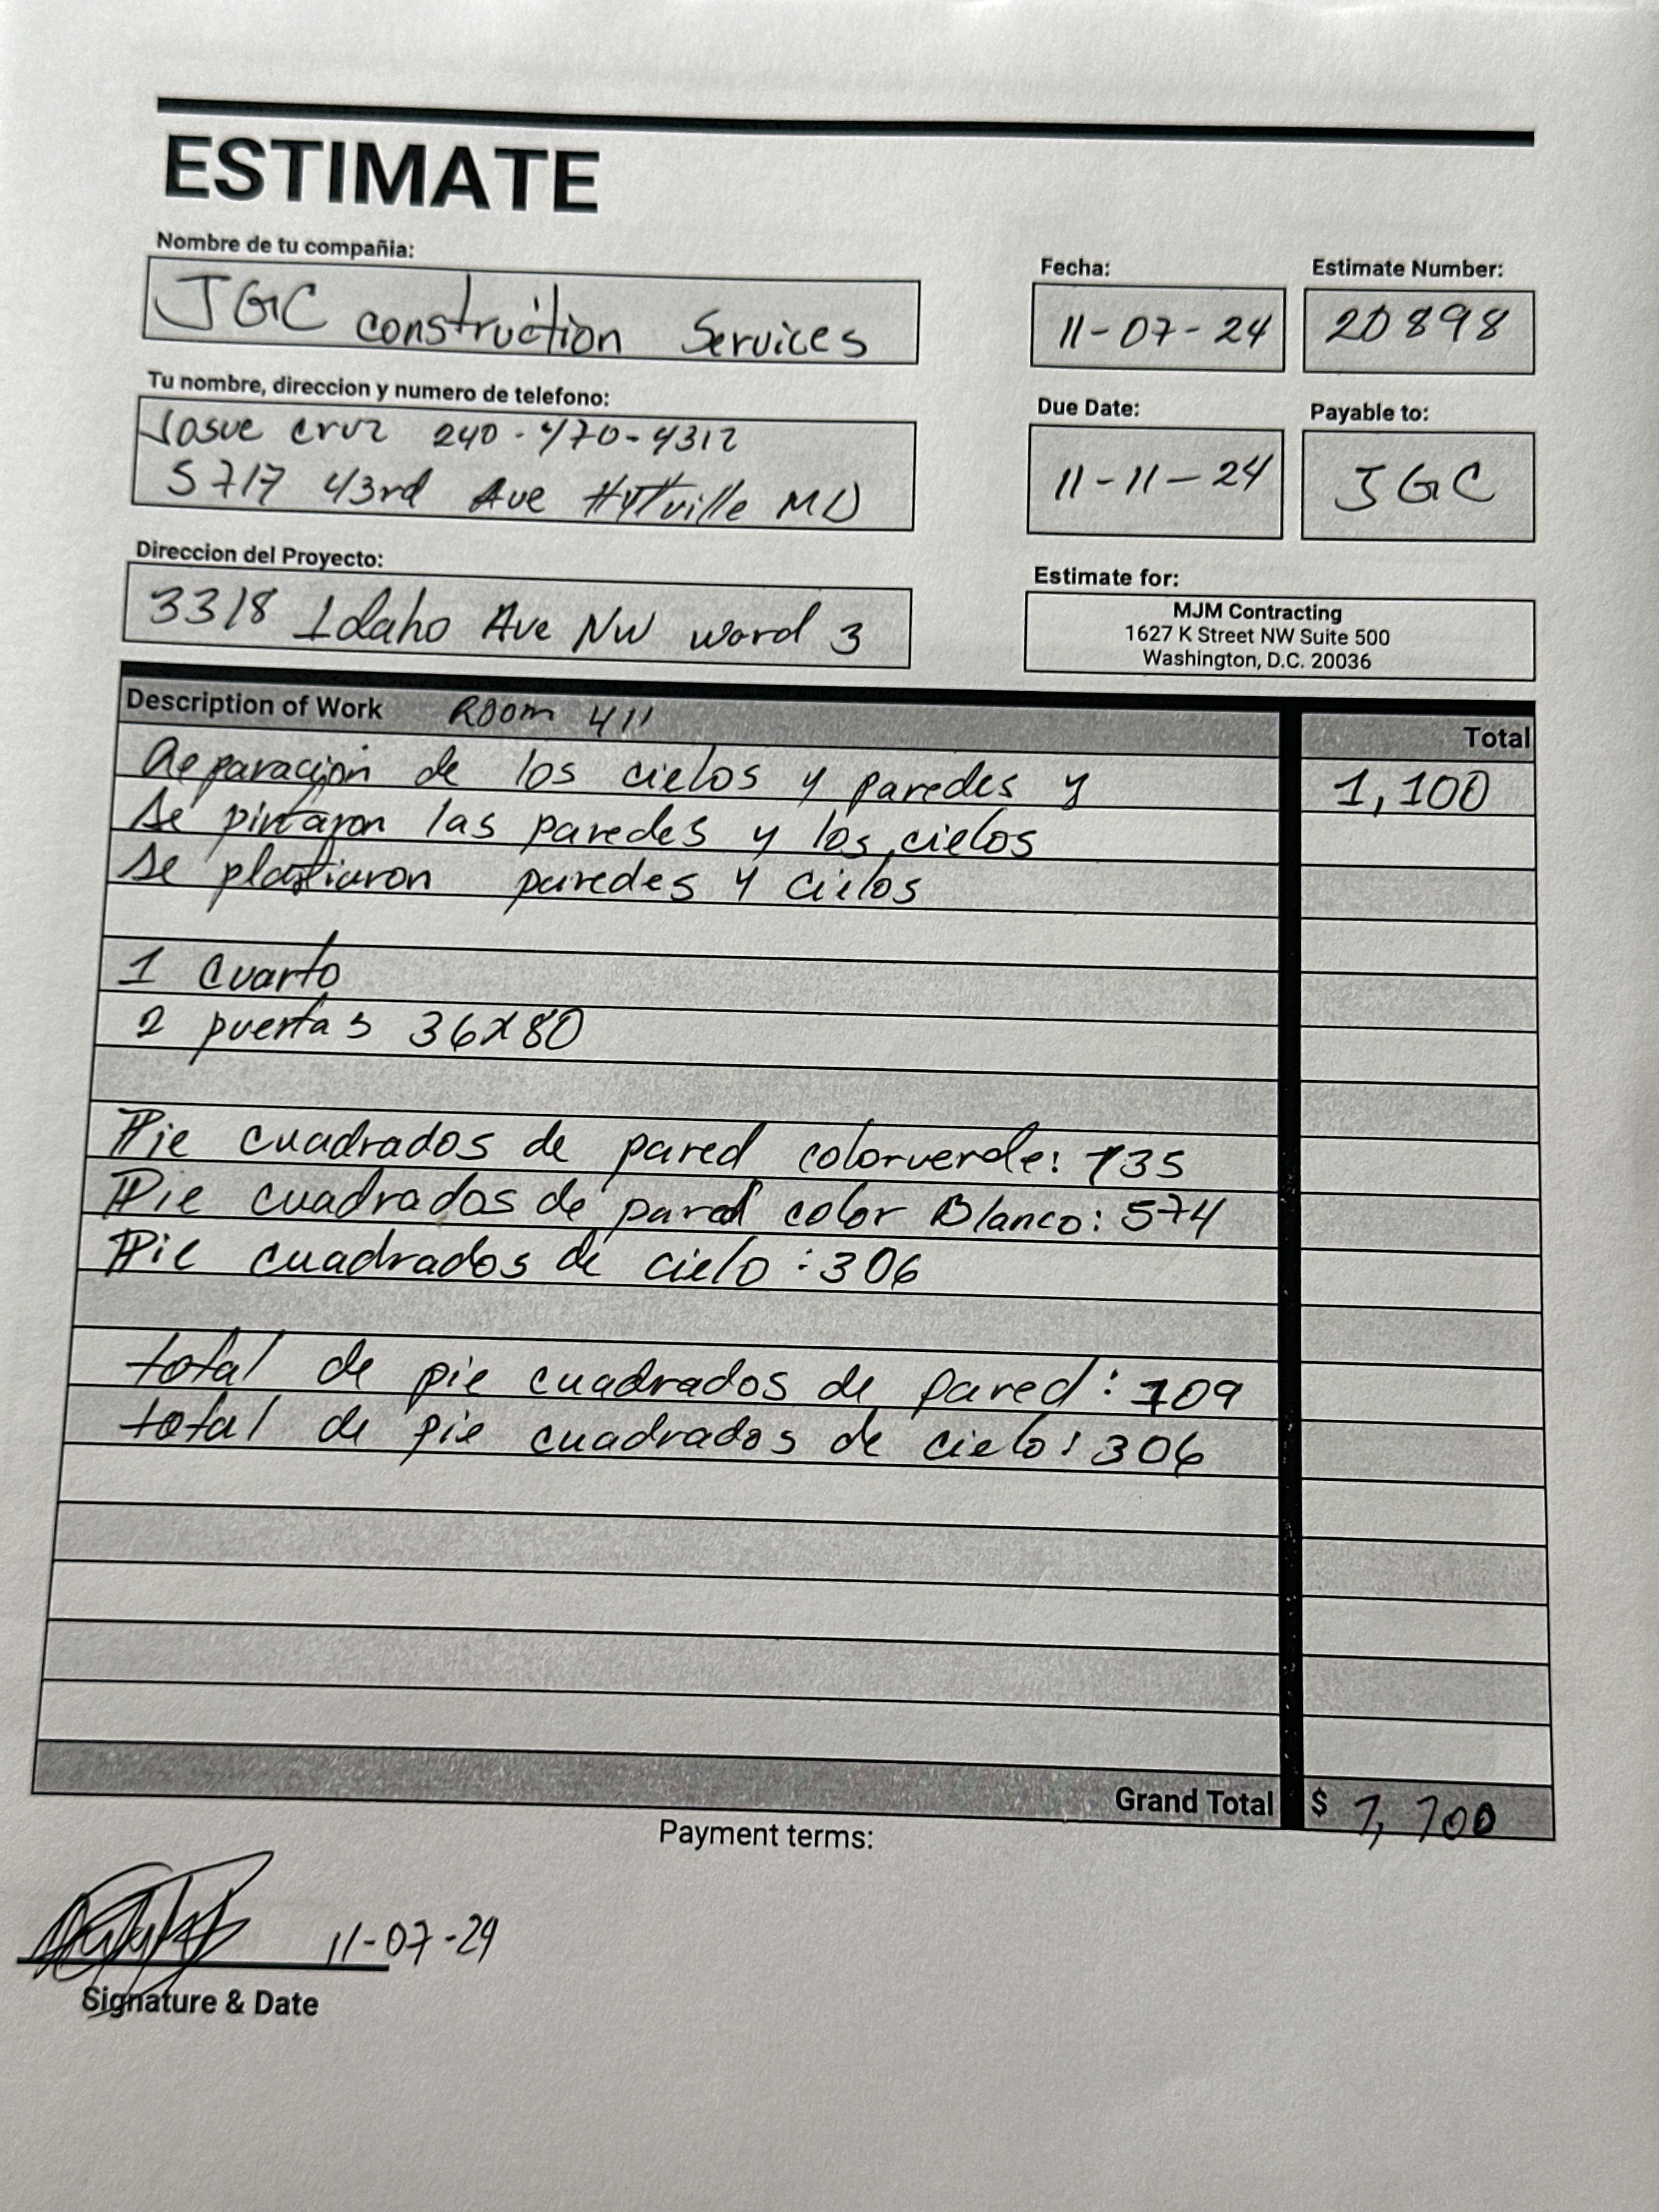 ESTIMATE
Nombre de tu compañia:
JGC construction Services
Fecha:
11-07-24
Estimate Number:
20898
Tu nombre, direccion y numero de telefono:
Josue cruz 240-470-4312
5717 43rd Ave Hyttville MD
Due Date:
11-11-24
Payable to:
JGC
Direccion del Proyecto:
3318 Idaho Ave NW word 3
Estimate for:
MJM Contracting
1627 K Street NW Suite 500
Washington, D.C. 20036
Description of Work Room 411
Total
Reparacion de los cielos y paredes y 1,100
se pintaron las paredes y los cielos
se plastiaron paredes y cielos
1 cuarto
2 puertas 36x80
Pie cuadrados de pared color verde: 135
Pie cuadrados de pared color Blanco: 574
Pie cuadrados de cielo: 306
total de pie cuadrados de pared: 709
total de pie cuadrados de cielo: 306
Grand Total $ 1,100
Payment terms:
11-07-24
Signature & Date